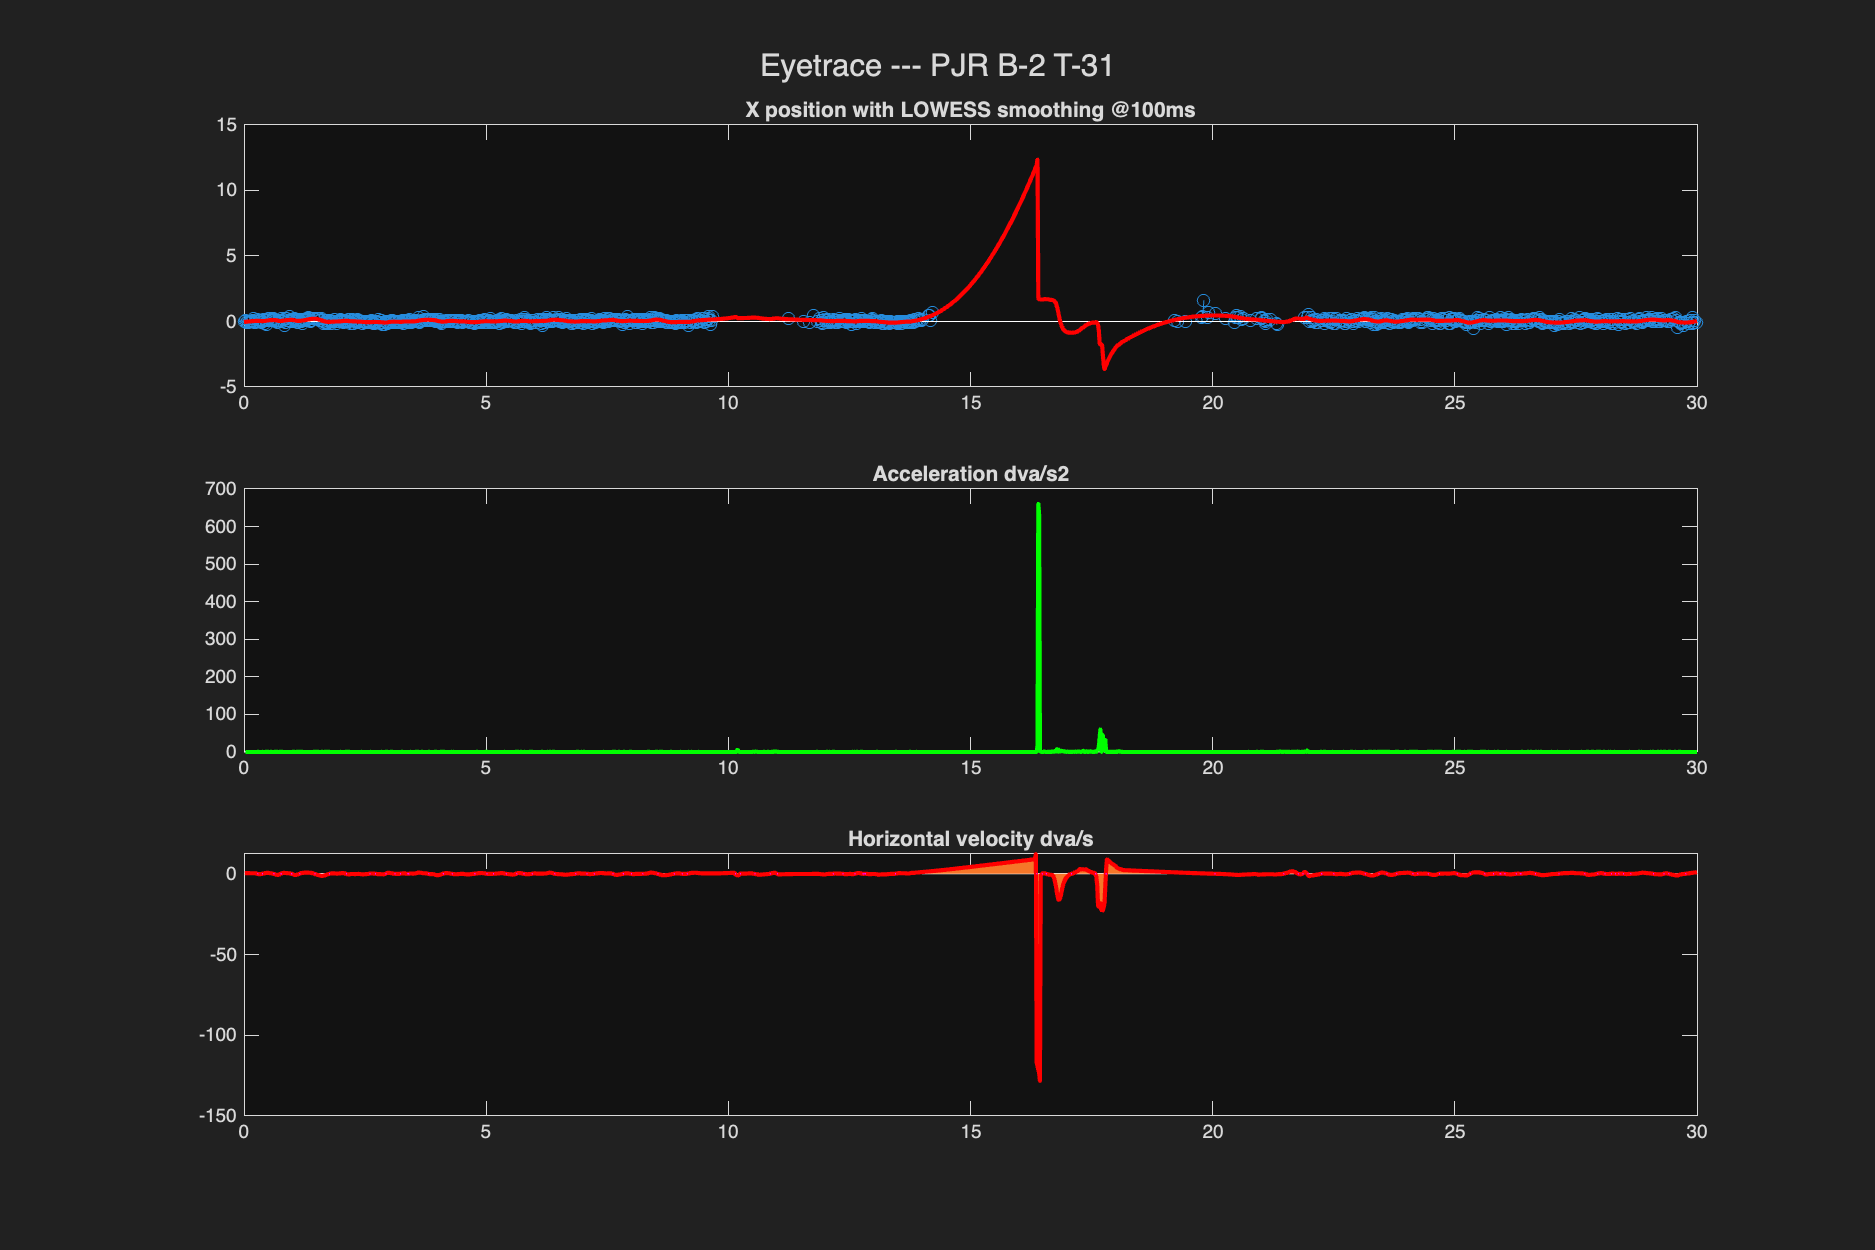 Eyetrace --- PJR B-2 T-31
X position with LOWESS smoothing @100ms
15
10
5
0
-5
0 5 10 15 20 25 30
Acceleration dva/s2
700
600
500
400
300
200
100
0
0 5 10 15 20 25 30
Horizontal velocity dva/s
0
-50
-100
-150
0 5 10 15 20 25 30